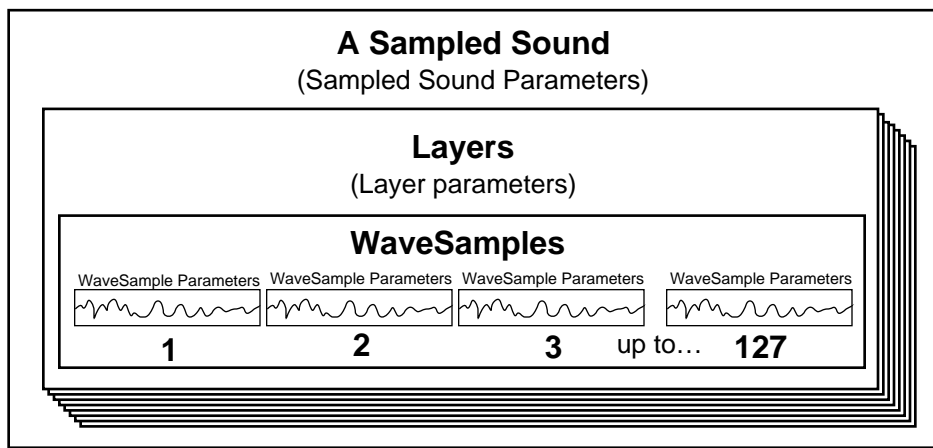 A Sampled Sound
(Sampled Sound Parameters)
Layers
(Layer parameters)
WaveSamples
WaveSample Parameters WaveSample Parameters WaveSample Parameters WaveSample Parameters
1 2 3 up to… 127